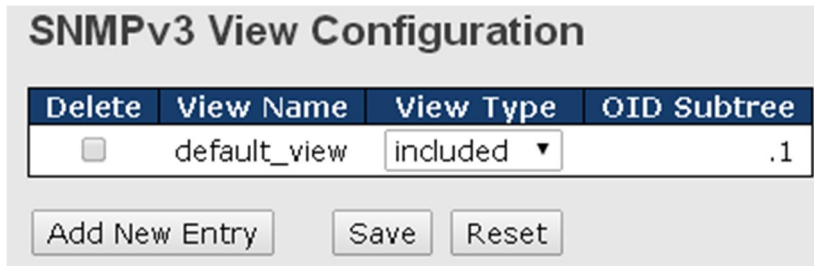 SNMPv3 View Configuration
Delete View Name View Type OID Subtree
default_view included .1
Add New Entry Save Reset